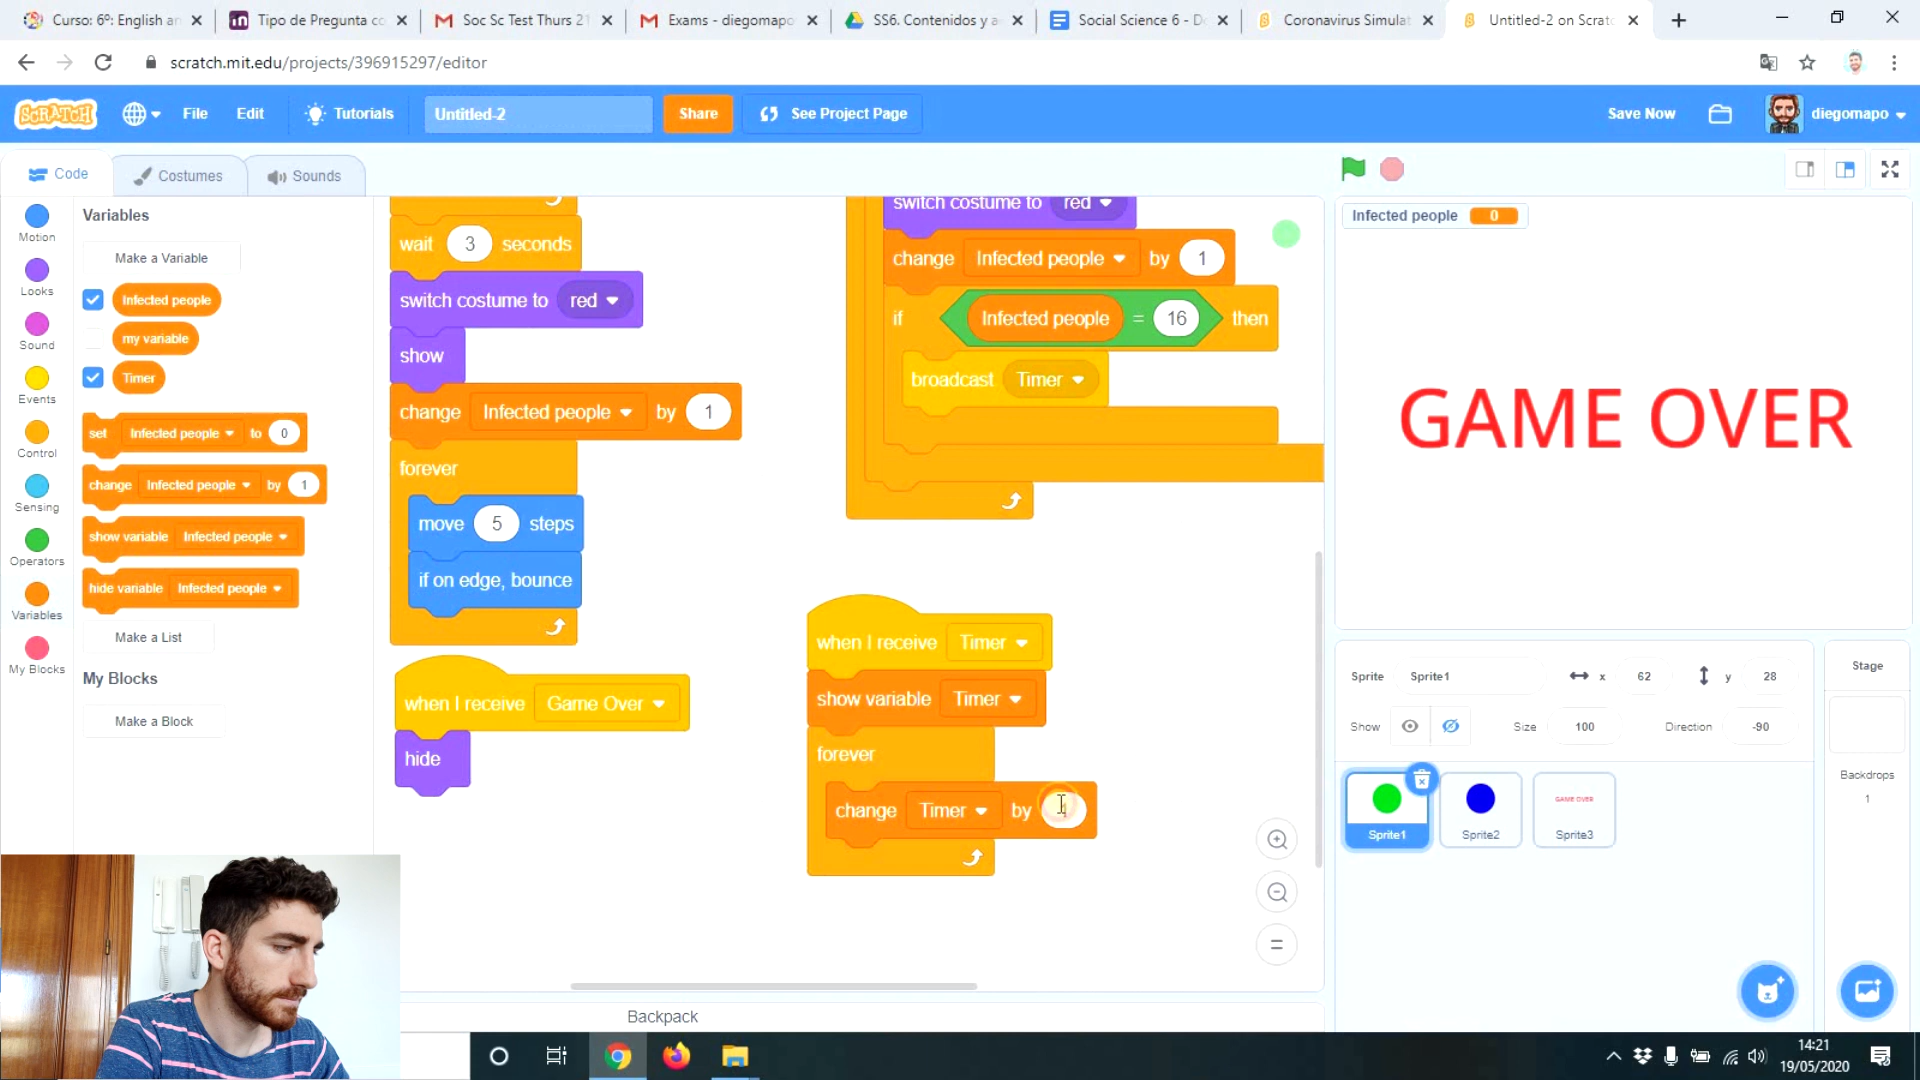 Curso: 6º: English an
Tipo de Pregunta co
Soc Sc Test Thurs 21
Exams - diegomapo
SS6. Contenidos y a
Social Science 6 - Do
Coronavirus Simulat
Untitled-2 on Scratc
scratch.mit.edu/projects/396915297/editor
SCRATCH
File
Edit
Tutorials
Untitled-2
Share
See Project Page
Save Now
diegomapo
Code
Costumes
Sounds
Motion
Looks
Sound
Events
Control
Sensing
Operators
Variables
My Blocks
Variables
Make a Variable
Infected people
my variable
Timer
set Infected people to 0
change Infected people by 1
show variable Infected people
hide variable Infected people
Make a List
My Blocks
Make a Block
wait 3 seconds
switch costume to red
show
change Infected people by 1
forever
move 5 steps
if on edge, bounce
when I receive Game Over
hide
switch costume to red
change Infected people by 1
if Infected people = 16 then
broadcast Timer
when I receive Timer
show variable Timer
forever
change Timer by
Backpack
Infected people 0
GAME OVER
Sprite Sprite1 x 62 y 28
Show Size 100 Direction -90
Sprite1
Sprite2
GAME OVER
Sprite3
Stage
Backdrops
1
14:21
19/05/2020